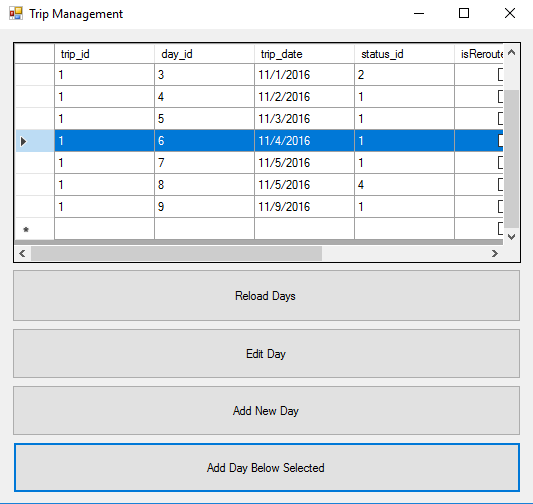 Trip Management
trip_id day_id trip_date status_id isReroute
1 3 11/1/2016 2
1 4 11/2/2016 1
1 5 11/3/2016 1
1 6 11/4/2016 1
1 7 11/5/2016 1
1 8 11/5/2016 4
1 9 11/9/2016 1
Reload Days
Edit Day
Add New Day
Add Day Below Selected